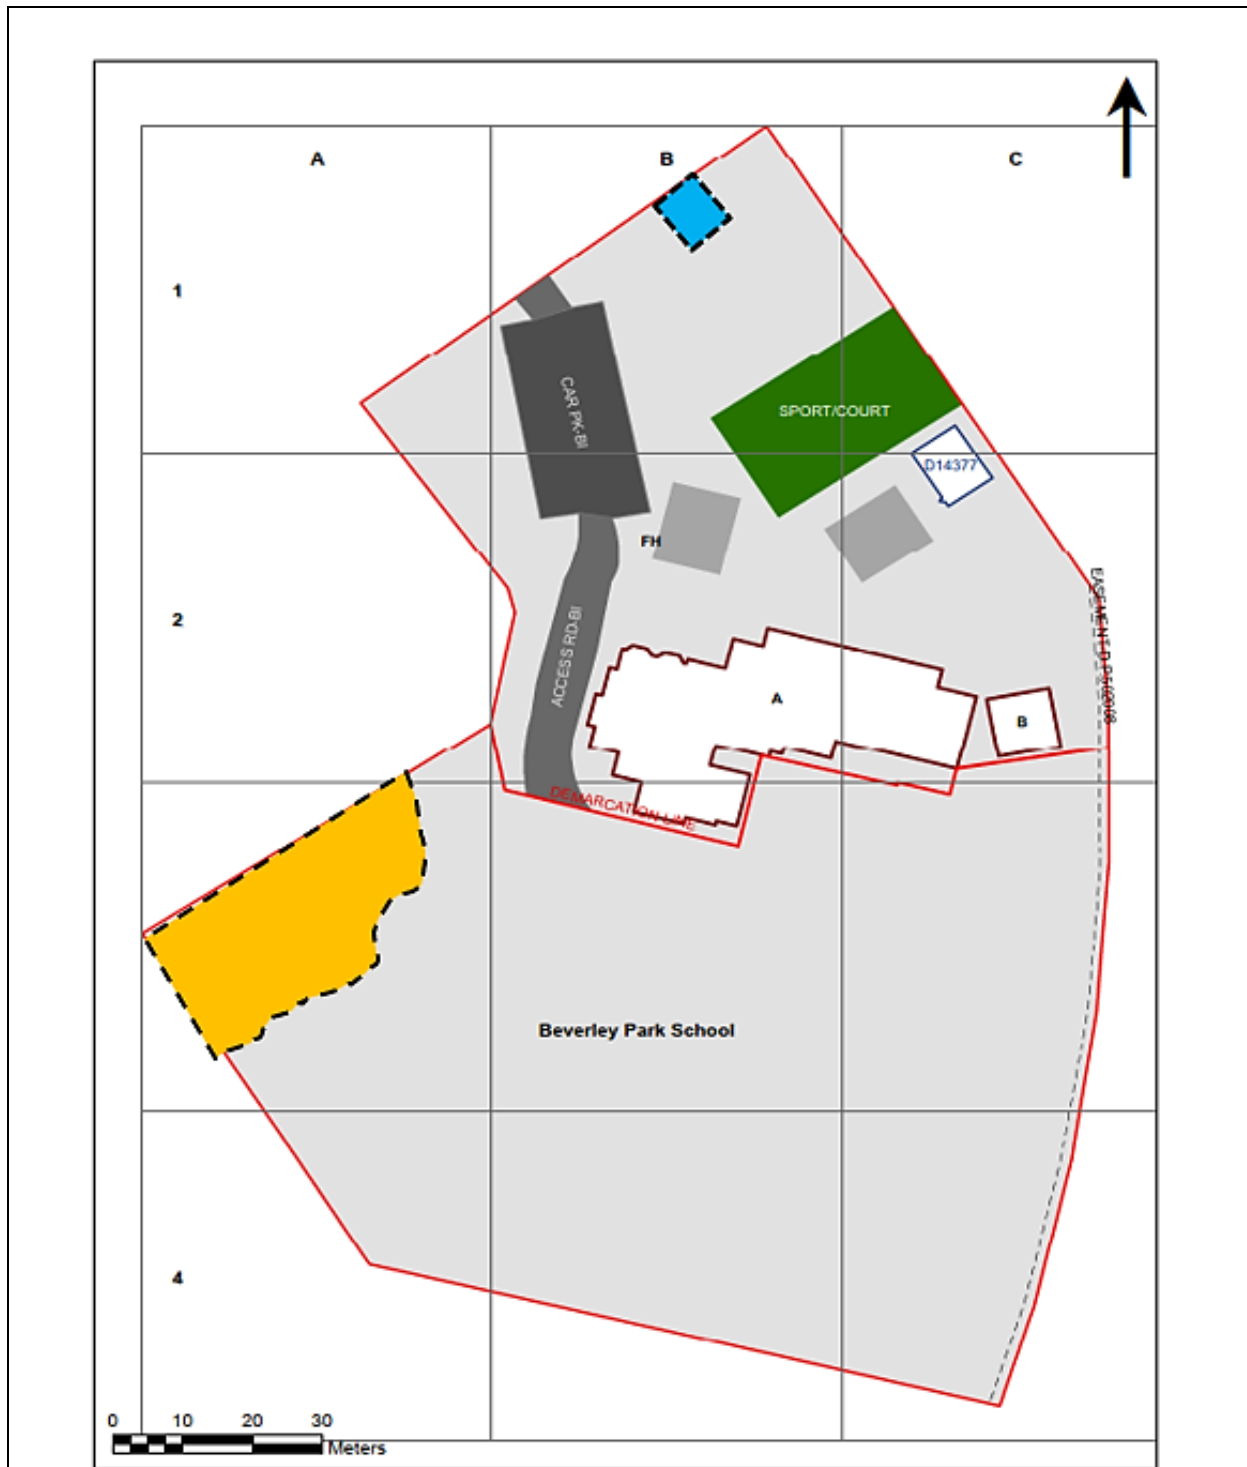 A
B
C
1
CAR PK-BI
SPORT/COURT
D14377
FH
2
ACCESS RD-BI
A
B
DEMARCATION LINE
Beverley Park School
4
0 10 20 30
Meters